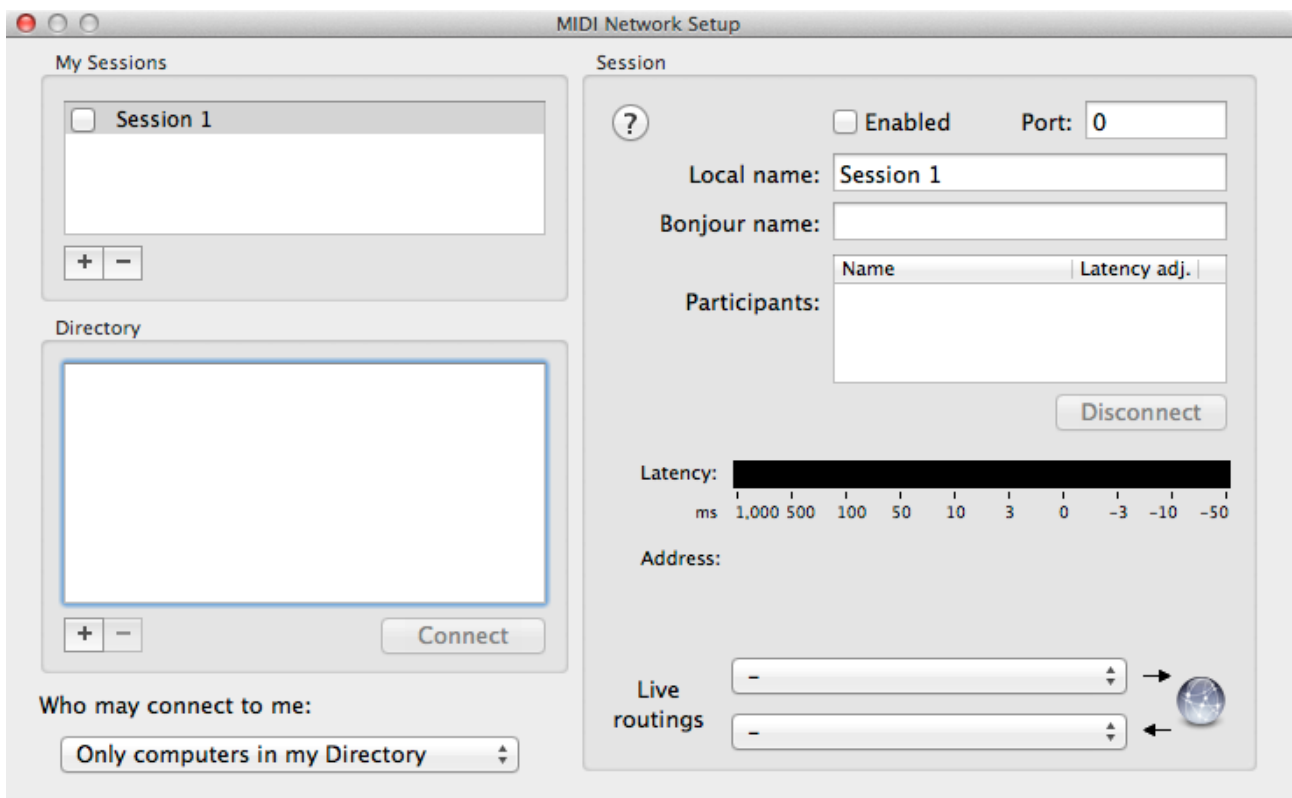 MIDI Network Setup
My Sessions
Session 1
+ −
Directory
+ −
Connect
Who may connect to me:
Only computers in my Directory
Session
?
Enabled
Port: 0
Local name: Session 1
Bonjour name:
Name Latency adj.
Participants:
Disconnect
Latency:
ms 1,000 500 100 50 10 3 0 −3 −10 −50
Address:
Live
routings
–
–